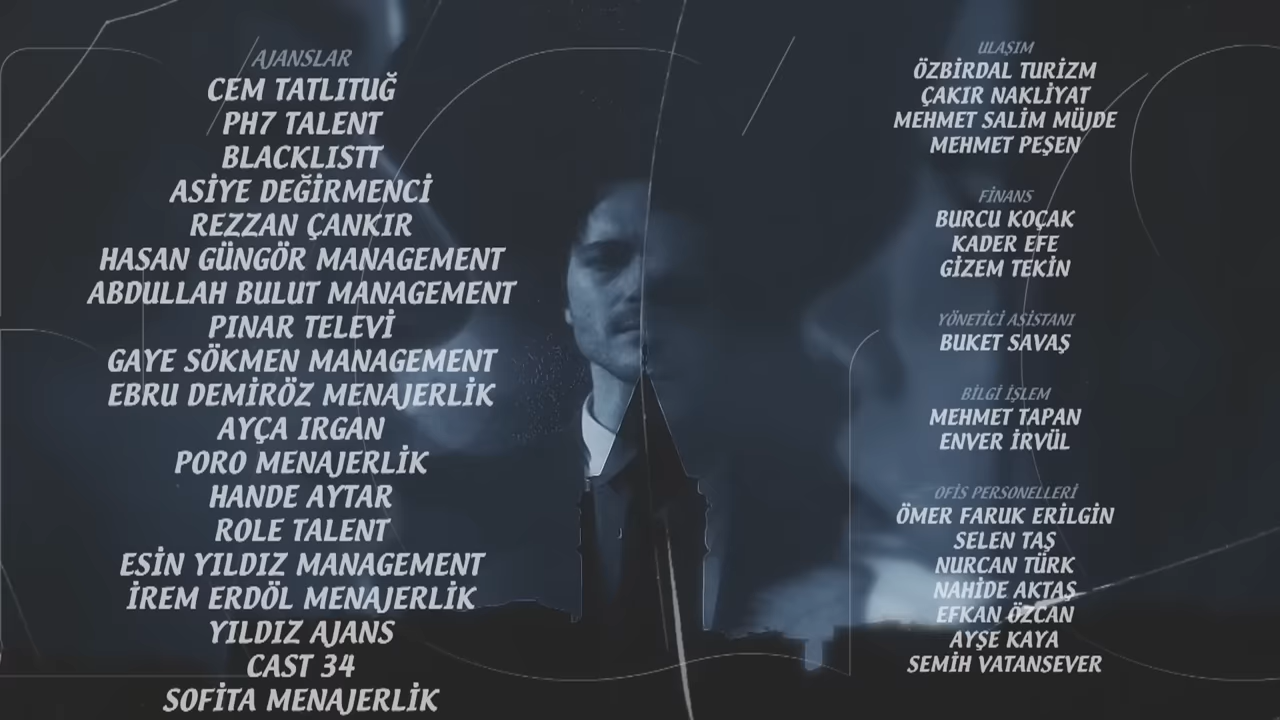 AJANSLAR
CEM TATLITUĞ
PH7 TALENT
BLACKLISTT
ASİYE DEĞİRMENCİ
REZZAN ÇANKIR
HASAN GÜNGÖR MANAGEMENT
ABDULLAH BULUT MANAGEMENT
PINAR TELEVİ
GAYE SÖKMEN MANAGEMENT
EBRU DEMİRÖZ MENAJERLİK
AYÇA IRGAN
PORO MENAJERLİK
HANDE AYTAR
ROLE TALENT
ESİN YILDIZ MANAGEMENT
İREM ERDÖL MENAJERLİK
YILDIZ AJANS
CAST 34
SOFİTA MENAJERLİK
ULAŞIM
ÖZBİRDAL TURİZM
ÇAKIR NAKLİYAT
MEHMET SALİM MÜJDE
MEHMET PEŞEN
FİNANS
BURCU KOÇAK
KADER EFE
GİZEM TEKİN
YÖNETİCİ ASİSTANI
BUKET SAVAŞ
BİLGİ İŞLEM
MEHMET TAPAN
ENVER İRVÜL
OFİS PERSONELLERİ
ÖMER FARUK ERİLGİN
SELEN TAŞ
NURCAN TÜRK
NAHİDE AKTAŞ
EFKAN ÖZCAN
AYŞE KAYA
SEMİH VATANSEVER